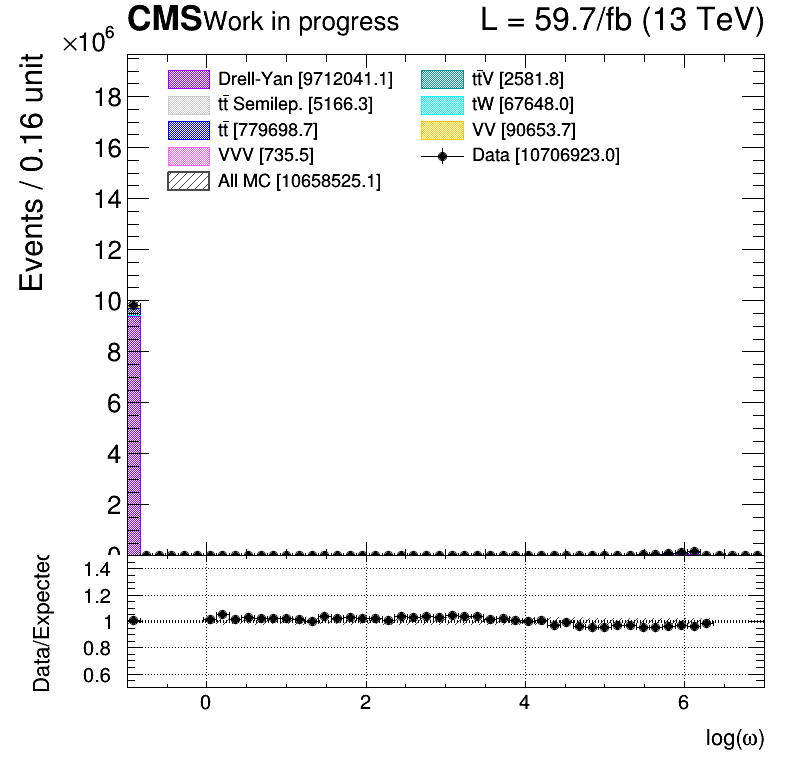 CMS Work in progress L = 59.7/fb (13 TeV)
×10⁶
Events / 0.16 unit
Drell-Yan [9712041.1]
tt̄ Semilep. [5166.3]
tt̄ [779698.7]
VVV [735.5]
All MC [10658525.1]
tt̄V [2581.8]
tW [67648.0]
VV [90653.7]
Data [10706923.0]
18
16
14
12
10
8
6
4
2
0
Data/Expected
1.4
1.2
1
0.8
0.6
0 2 4 6
log(ω)